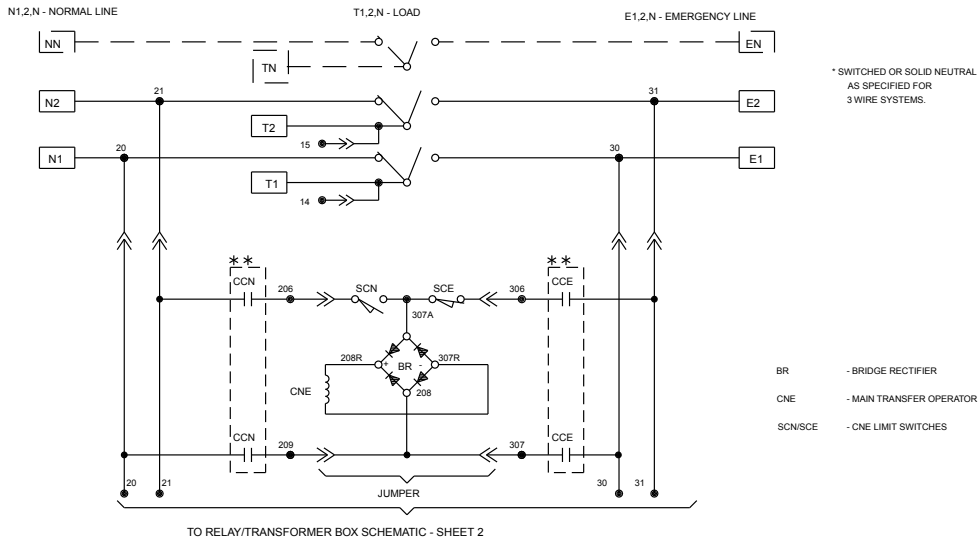 N1,2,N - NORMAL LINE
T1,2,N - LOAD
E1,2,N - EMERGENCY LINE
NN
EN
TN
* SWITCHED OR SOLID NEUTRAL
AS SPECIFIED FOR
3 WIRE SYSTEMS.
N2
21
31
E2
T2
15
N1
20
30
E1
T1
14
* *
* *
CCN
206
SCN
SCE
306
CCE
307A
208R
+
BR
-
307R
CNE
208
BR - BRIDGE RECTIFIER
CNE - MAIN TRANSFER OPERATOR
SCN/SCE - CNE LIMIT SWITCHES
CCN
209
307
CCE
20
21
30
31
JUMPER
TO RELAY/TRANSFORMER BOX SCHEMATIC - SHEET 2